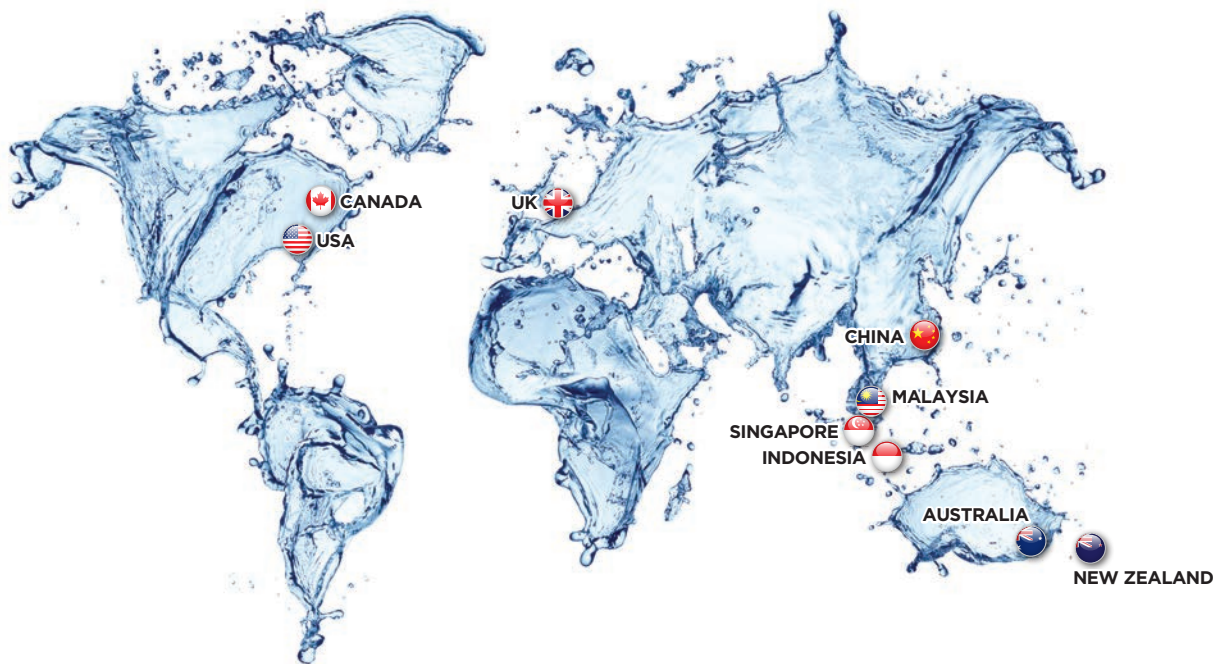 CANADA
UK
USA
CHINA
MALAYSIA
SINGAPORE
INDONESIA
AUSTRALIA
NEW ZEALAND